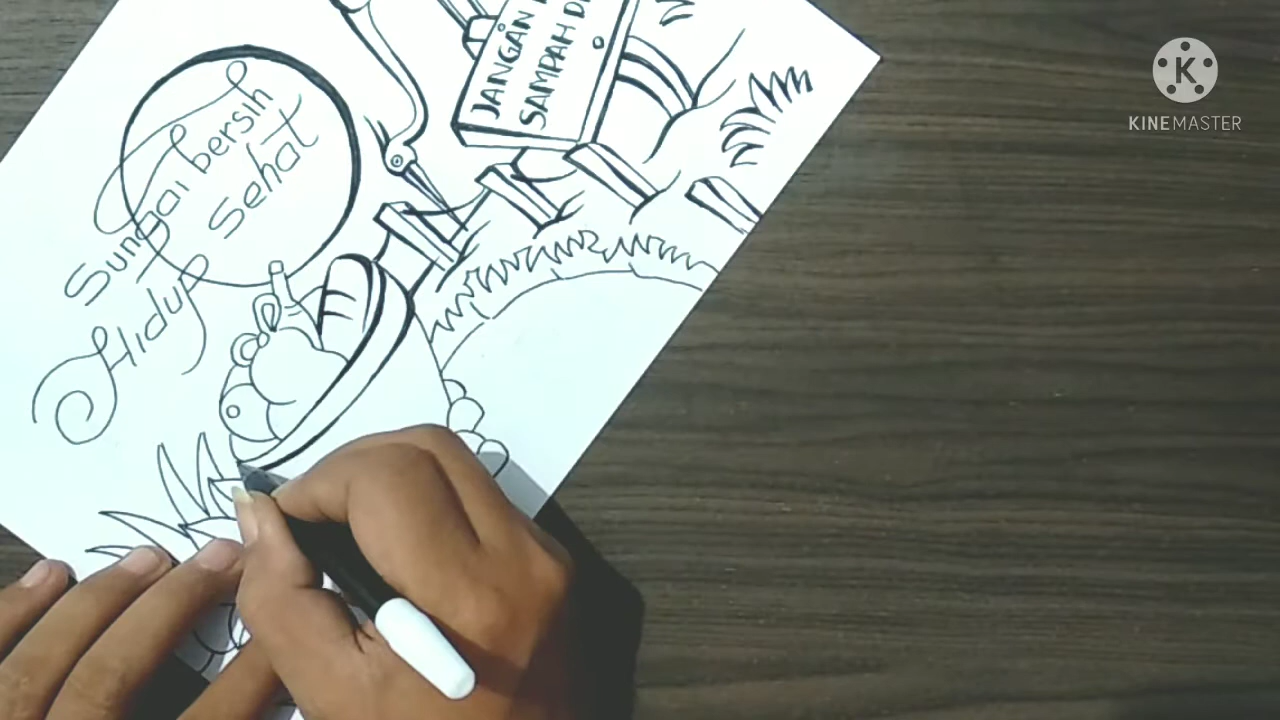 Sungai bersih
Hidup Sehat
JANGAN
SAMPAH
KINEMASTER